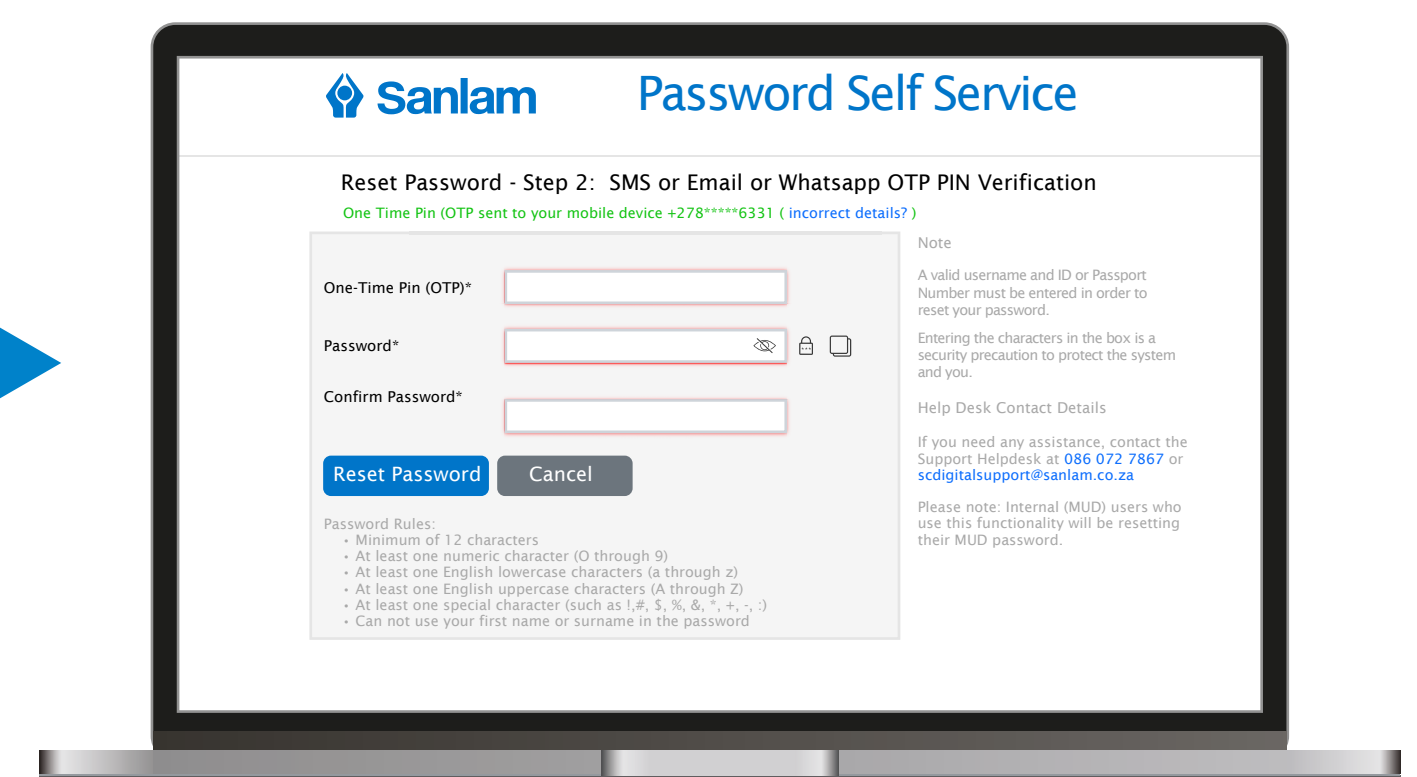 Sanlam Password Self Service
Reset Password - Step 2: SMS or Email or Whatsapp OTP PIN Verification
One Time Pin (OTP sent to your mobile device +278*****6331 ( incorrect details? )
One-Time Pin (OTP)*
Password*
Confirm Password*
Reset Password Cancel
Password Rules:
• Minimum of 12 characters
• At least one numeric character (O through 9)
• At least one English lowercase characters (a through z)
• At least one English uppercase characters (A through Z)
• At least one special character (such as !,#, $, %, &, *, +, -, :)
• Can not use your first name or surname in the password
Note
A valid username and ID or Passport
Number must be entered in order to
reset your password.
Entering the characters in the box is a
security precaution to protect the system
and you.
Help Desk Contact Details
If you need any assistance, contact the
Support Helpdesk at 086 072 7867 or
scdigitalsupport@sanlam.co.za
Please note: Internal (MUD) users who
use this functionality will be resetting
their MUD password.